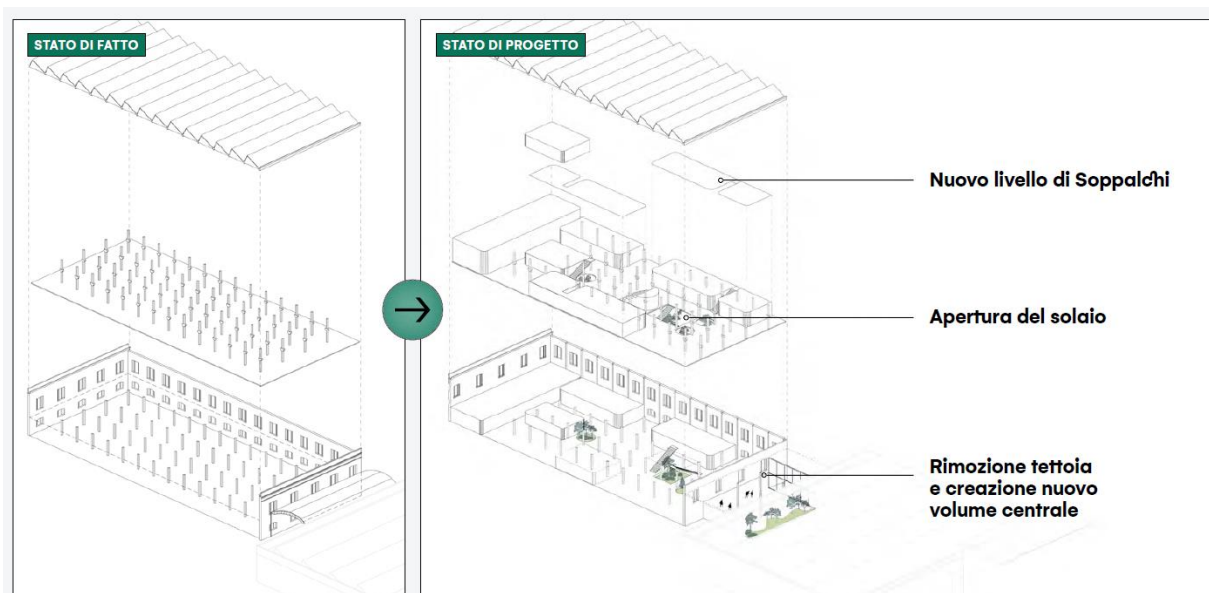 STATO DI FATTO
STATO DI PROGETTO
Nuovo livello di Soppalchi
Apertura del solaio
Rimozione tettoia
e creazione nuovo
volume centrale